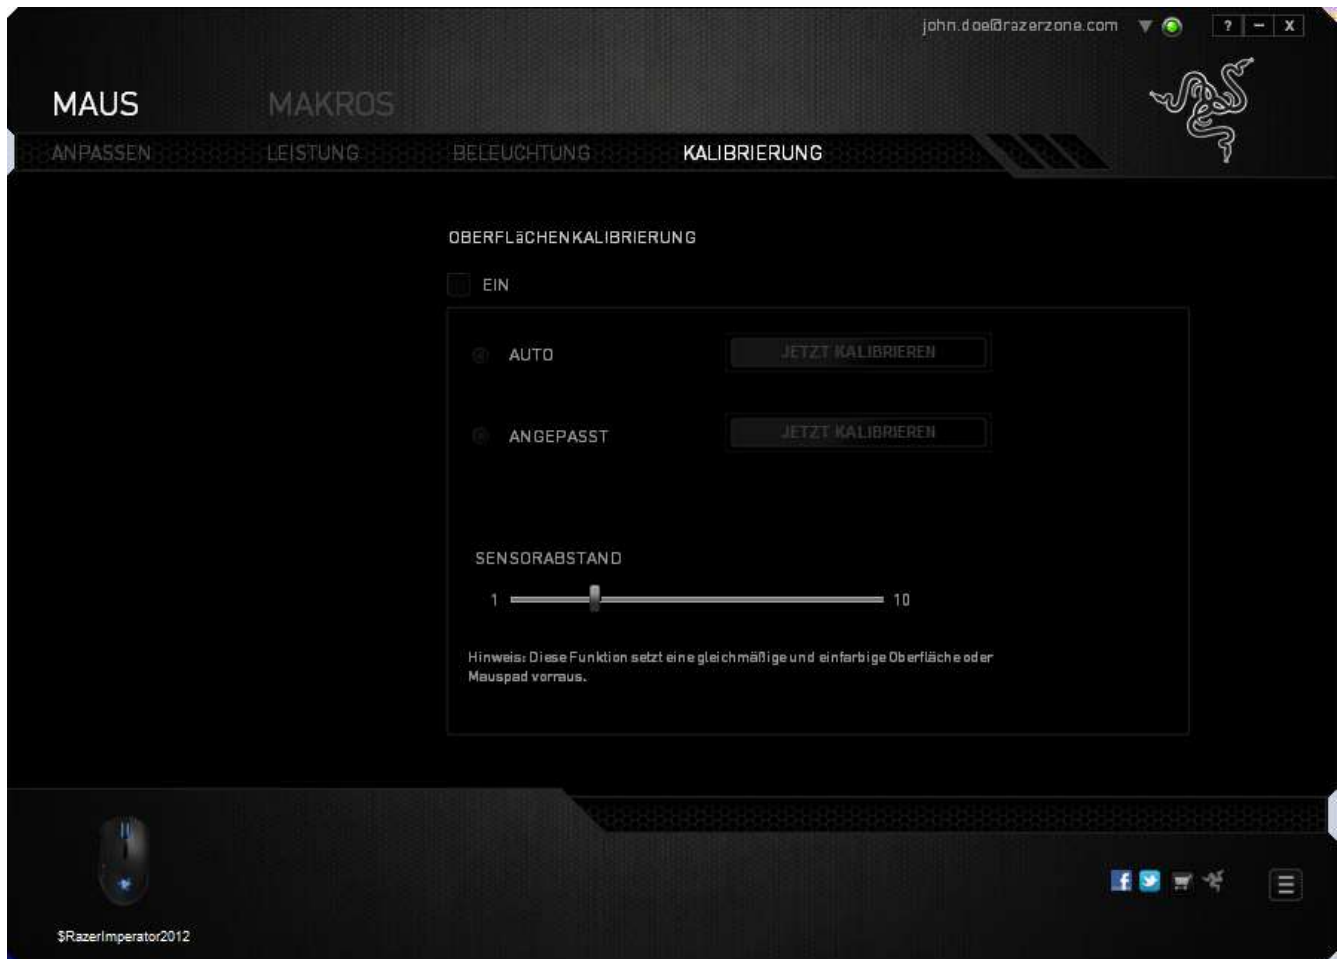 john.doe@razerzone.com
? – X
MAUS MAKROS
ANPASSEN LEISTUNG BELEUCHTUNG KALIBRIERUNG
OBERFLäCHENKALIBRIERUNG
EIN
AUTO JETZT KALIBRIEREN
ANGEPASST JETZT KALIBRIEREN
SENSORABSTAND
1 10
Hinweis: Diese Funktion setzt eine gleichmäßige und einfarbige Oberfläche oder
Mauspad vorraus.
$RazerImperator2012